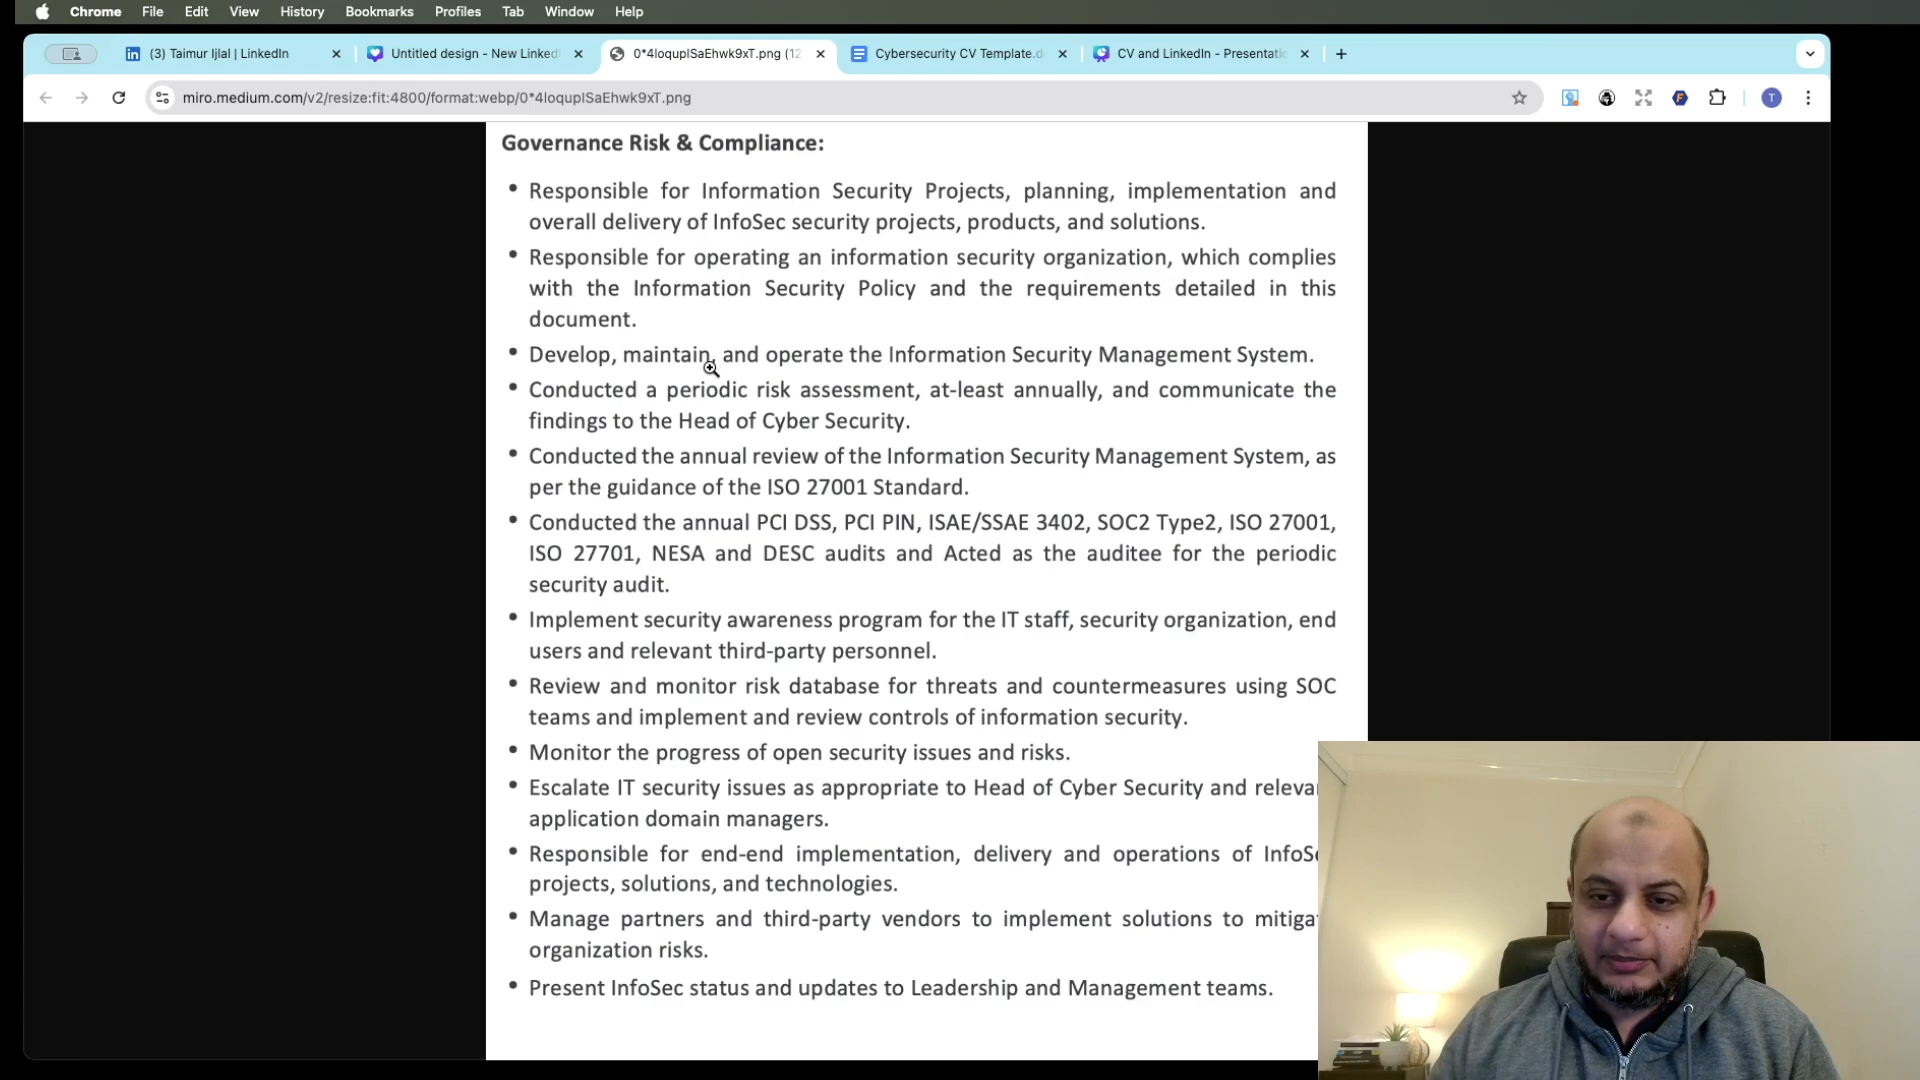 Chrome File Edit View History Bookmarks Profiles Tab Window Help
(3) Taimur Ijlal | LinkedIn
Untitled design - New Linked
0*4loquplSaEhwk9xT.png (12
Cybersecurity CV Template.d
CV and LinkedIn - Presentatic
miro.medium.com/v2/resize:fit:4800/format:webp/0*4loquplSaEhwk9xT.png
T
Governance Risk & Compliance:
• Responsible for Information Security Projects, planning, implementation and
overall delivery of InfoSec security projects, products, and solutions.
• Responsible for operating an information security organization, which complies
with the Information Security Policy and the requirements detailed in this
document.
• Develop, maintain, and operate the Information Security Management System.
• Conducted a periodic risk assessment, at-least annually, and communicate the
findings to the Head of Cyber Security.
• Conducted the annual review of the Information Security Management System, as
per the guidance of the ISO 27001 Standard.
• Conducted the annual PCI DSS, PCI PIN, ISAE/SSAE 3402, SOC2 Type2, ISO 27001,
ISO 27701, NESA and DESC audits and Acted as the auditee for the periodic
security audit.
• Implement security awareness program for the IT staff, security organization, end
users and relevant third-party personnel.
• Review and monitor risk database for threats and countermeasures using SOC
teams and implement and review controls of information security.
• Monitor the progress of open security issues and risks.
• Escalate IT security issues as appropriate to Head of Cyber Security and relevan
application domain managers.
• Responsible for end-end implementation, delivery and operations of InfoSe
projects, solutions, and technologies.
• Manage partners and third-party vendors to implement solutions to mitigat
organization risks.
• Present InfoSec status and updates to Leadership and Management teams.